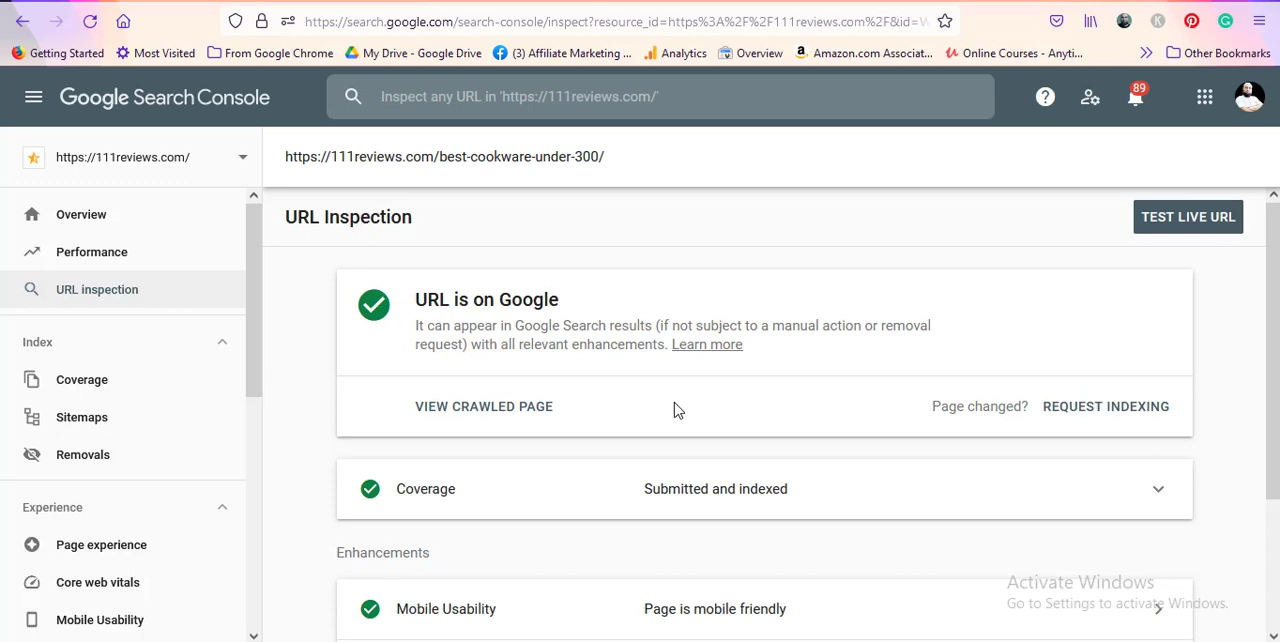 https://search.google.com/search-console/inspect?resource_id=https%3A%2F%2F111reviews.com%2F&id=
Getting Started Most Visited From Google Chrome My Drive - Google Drive (3) Affiliate Marketing ... Analytics Overview Amazon.com Associat... Online Courses - Anyti... Other Bookmarks
Google Search Console
Inspect any URL in 'https://111reviews.com/'
89
https://111reviews.com/
https://111reviews.com/best-cookware-under-300/
Overview
Performance
URL inspection
Index
Coverage
Sitemaps
Removals
Experience
Page experience
Core web vitals
Mobile Usability
URL Inspection
TEST LIVE URL
URL is on Google
It can appear in Google Search results (if not subject to a manual action or removal
request) with all relevant enhancements. Learn more
VIEW CRAWLED PAGE
Page changed? REQUEST INDEXING
Coverage Submitted and indexed
Enhancements
Mobile Usability Page is mobile friendly
Activate Windows
Go to Settings to activate Windows.